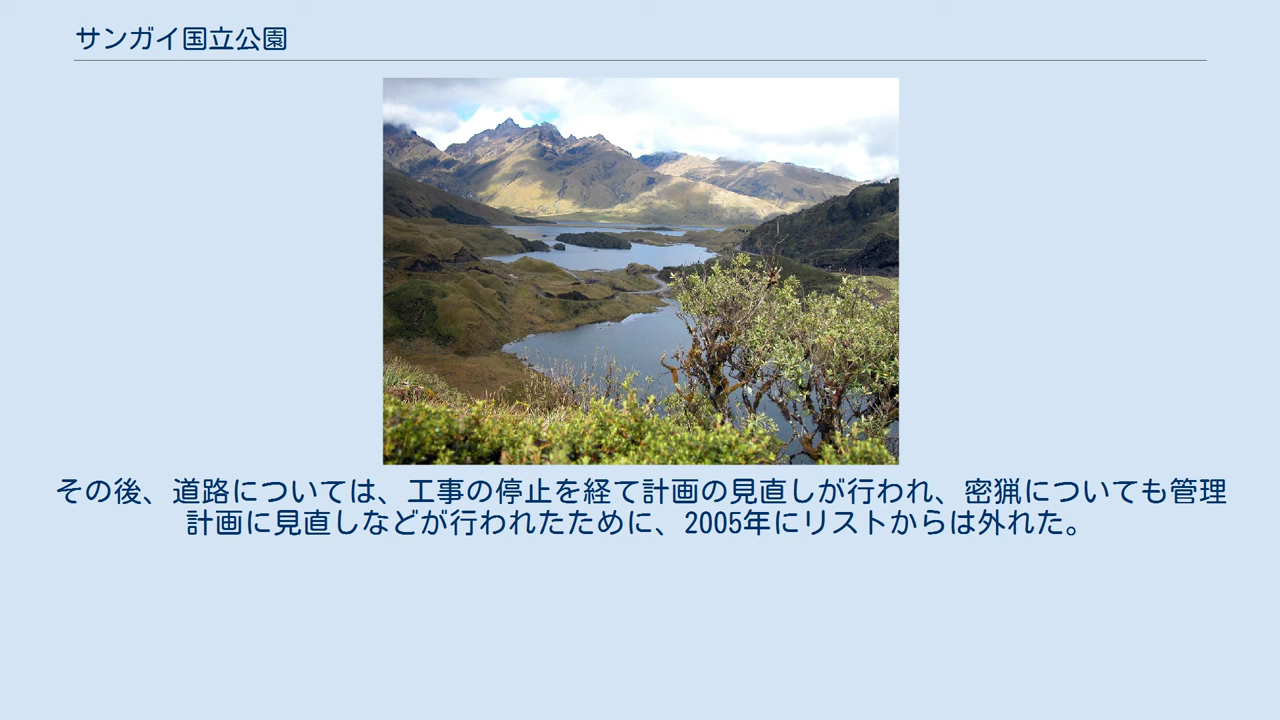 サンガイ国立公園
その後、道路については、工事の停止を経て計画の見直しが行われ、密猟についても管理
計画に見直しなどが行われたために、2005年にリストからは外れた。